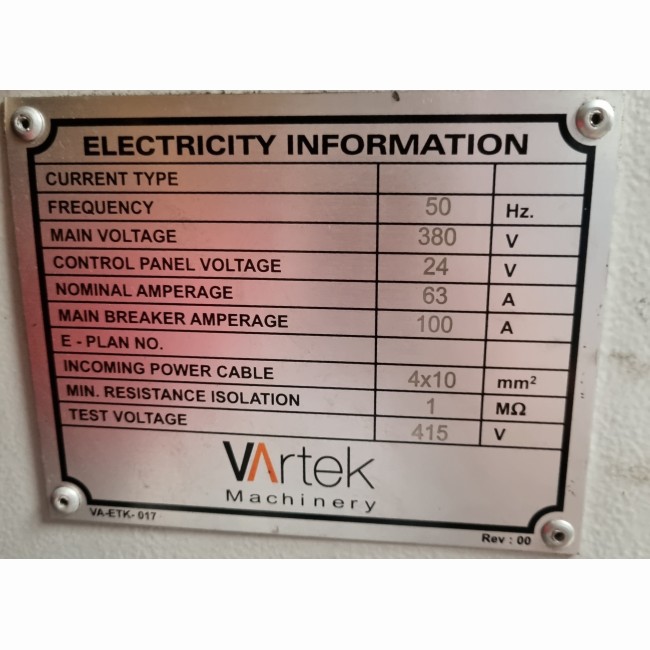 ELECTRICITY INFORMATION
CURRENT TYPE
FREQUENCY 50 Hz.
MAIN VOLTAGE 380 V
CONTROL PANEL VOLTAGE 24 V
NOMINAL AMPERAGE 63 A
MAIN BREAKER AMPERAGE 100 A
E - PLAN NO.
INCOMING POWER CABLE 4x10 mm²
MIN. RESISTANCE ISOLATION 1 MΩ
TEST VOLTAGE 415 V
VArtek
Machinery
VA-ETK- 017
Rev : 00